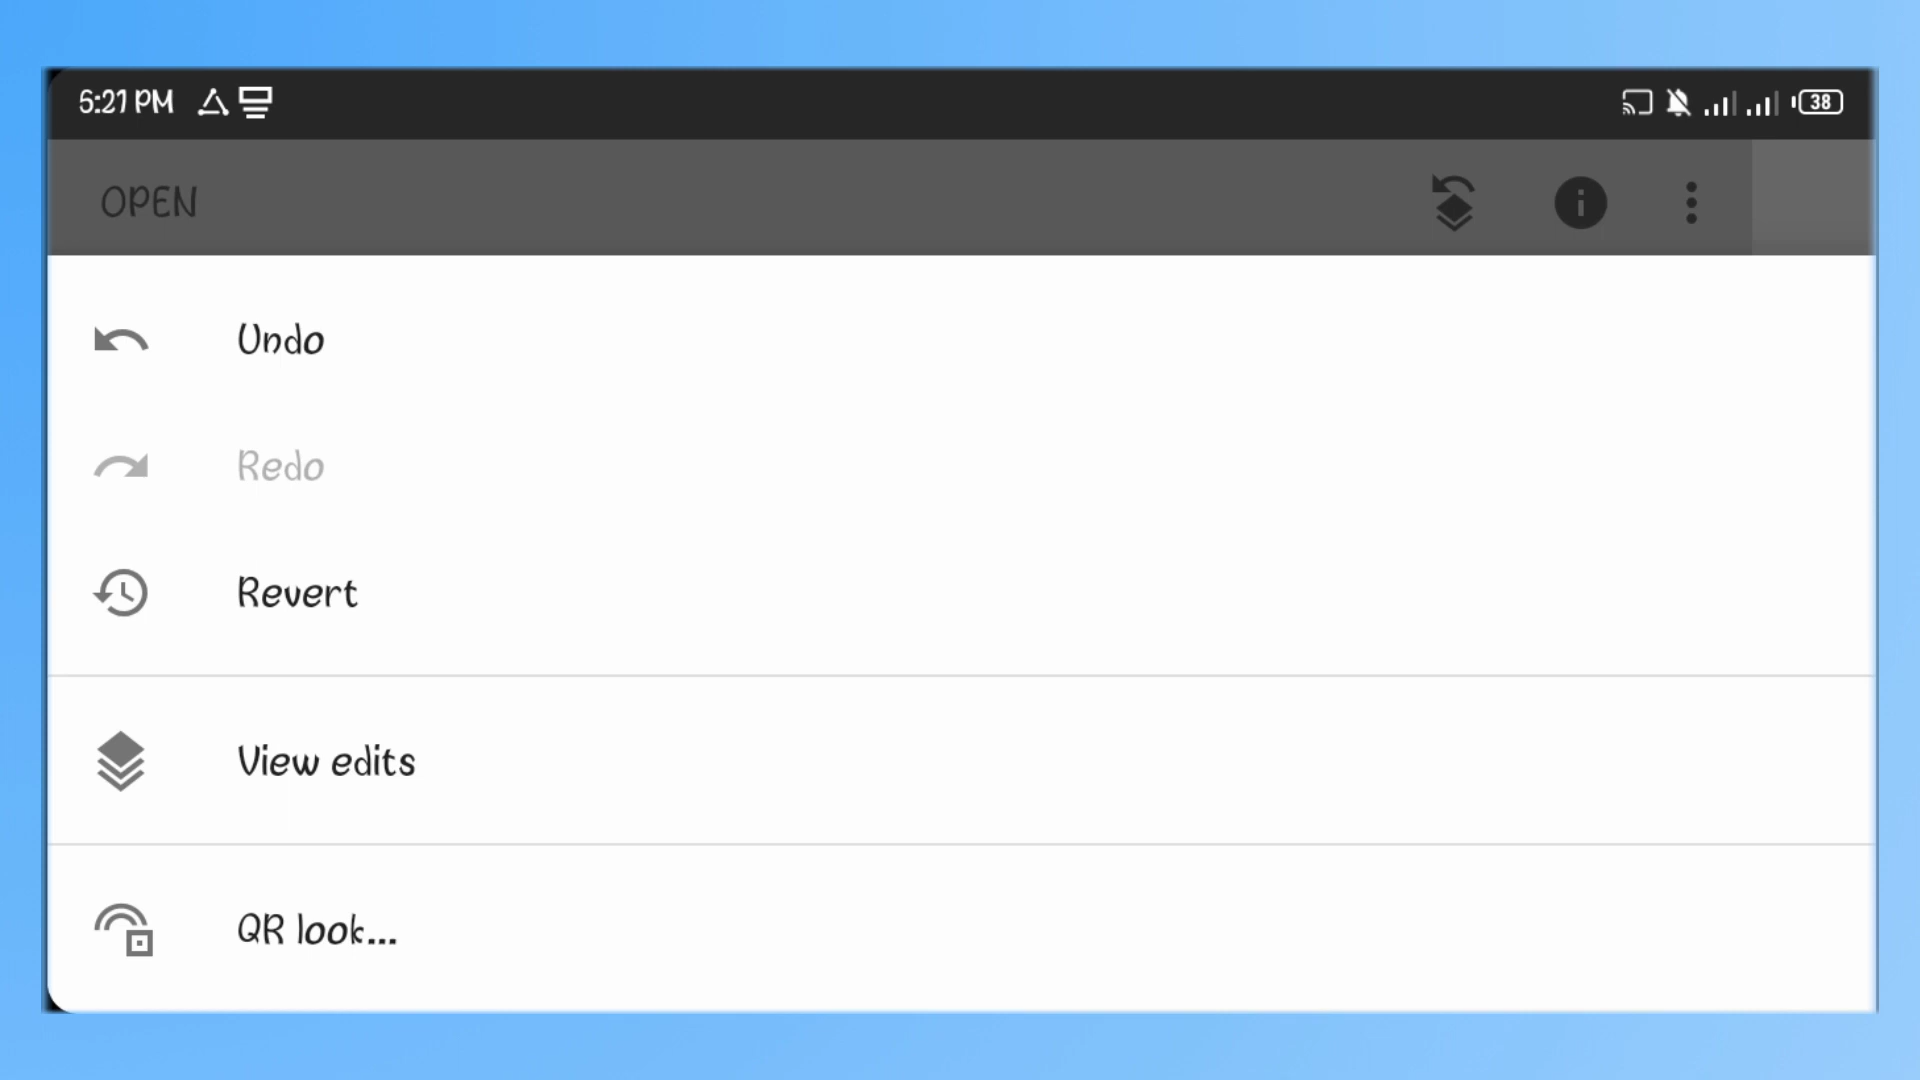 5:21 PM
38
OPEN
Undo
Redo
Revert
View edits
QR look...